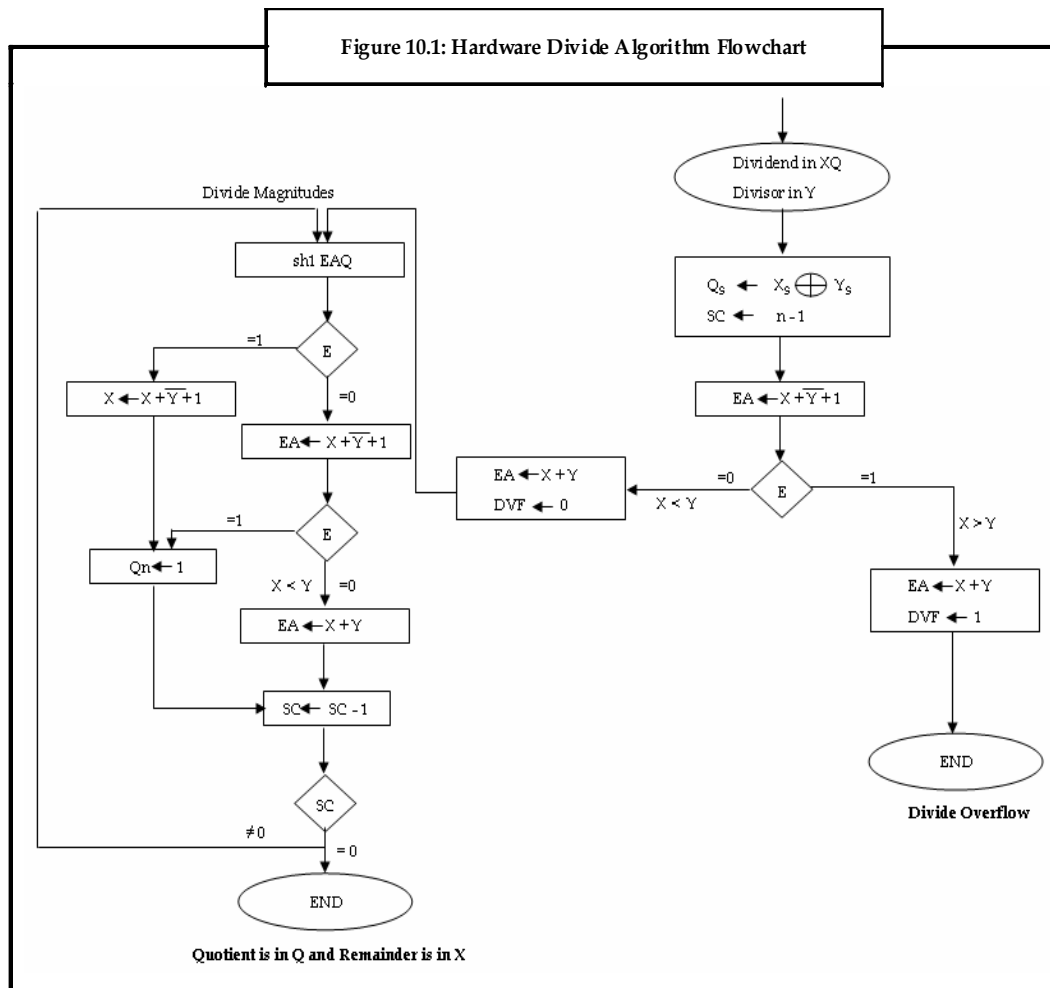 Figure 10.1: Hardware Divide Algorithm Flowchart
Dividend in XQ
Divisor in Y
Qs ← Xs ⊕ Ys
SC ← n - 1
EA ← X + Y̅ + 1
E
=0
=1
X < Y
X > Y
EA ← X + Y
DVF ← 0
EA ← X + Y
DVF ← 1
END
Divide Overflow
Divide Magnitudes
sh1 EAQ
E
=1
=0
X ← X + Y̅ + 1
EA ← X + Y̅ + 1
E
=1
X < Y =0
Qn ← 1
EA ← X + Y
SC ← SC - 1
SC
≠ 0
= 0
END
Quotient is in Q and Remainder is in X